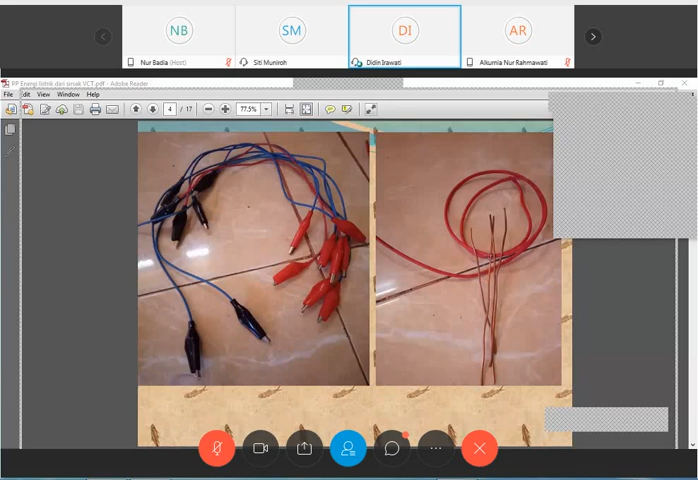 NB
SM
DI
AR
Nur Badia (Host)
Siti Muniroh
Didin Irawati
Alkurnia Nur Rahmawati
PP Energi listrik dari sirsak VCT.pdf - Adobe Reader
File Edit View Window Help
4 / 17
77.5%